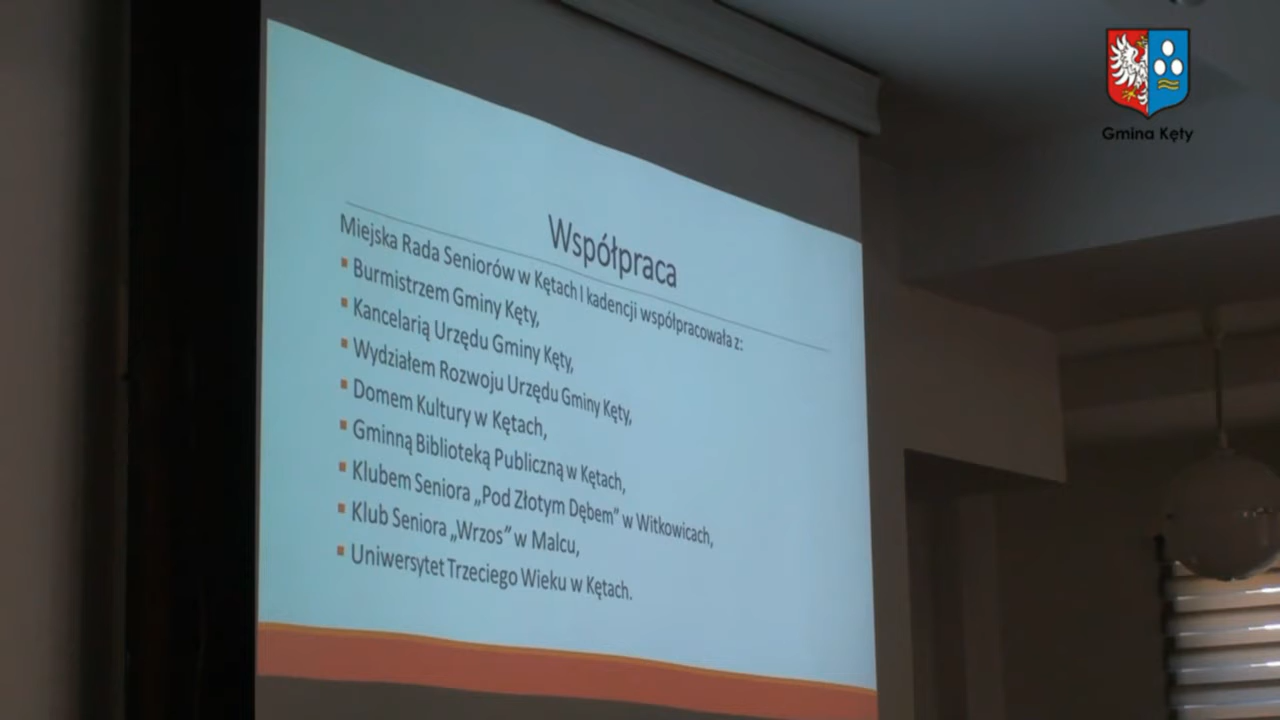 Gmina Kęty
Współpraca
Miejska Rada Seniorów w Kętach I kadencji współpracowała z:
▪ Burmistrzem Gminy Kęty,
▪ Kancelarią Urzędu Gminy Kęty,
▪ Wydziałem Rozwoju Urzędu Gminy Kęty,
▪ Domem Kultury w Kętach,
▪ Gminną Biblioteką Publiczną w Kętach,
▪ Klubem Seniora „Pod Złotym Dębem” w Witkowicach,
▪ Klub Seniora „Wrzos” w Malcu,
▪ Uniwersytet Trzeciego Wieku w Kętach.